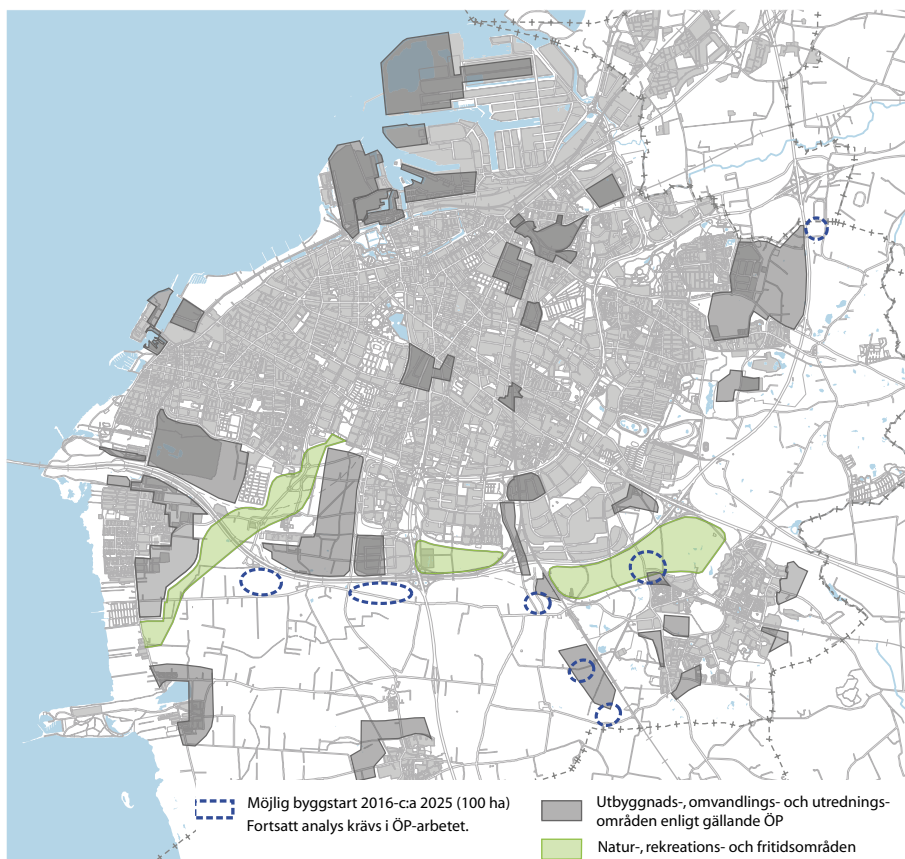 Möjlig byggstart 2016-c:a 2025 (100 ha)
Fortsatt analys krävs i ÖP-arbetet.
Utbyggnads-, omvandlings- och utrednings-
områden enligt gällande ÖP
Natur-, rekreations- och fritidsområden